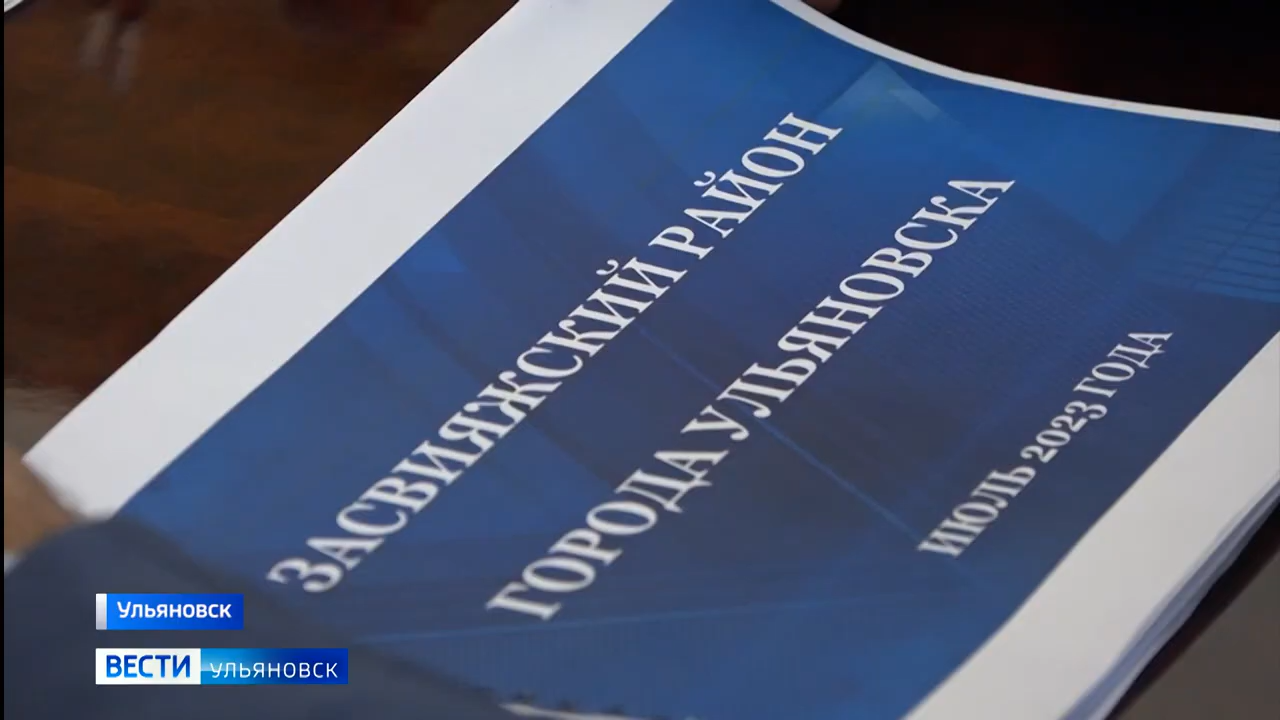 ЗАСВИЯЖСКИЙ РАЙОН
ГОРОДА УЛЬЯНОВСКА
ИЮЛЬ 2023 ГОДА
Ульяновск
ВЕСТИ УЛЬЯНОВСК